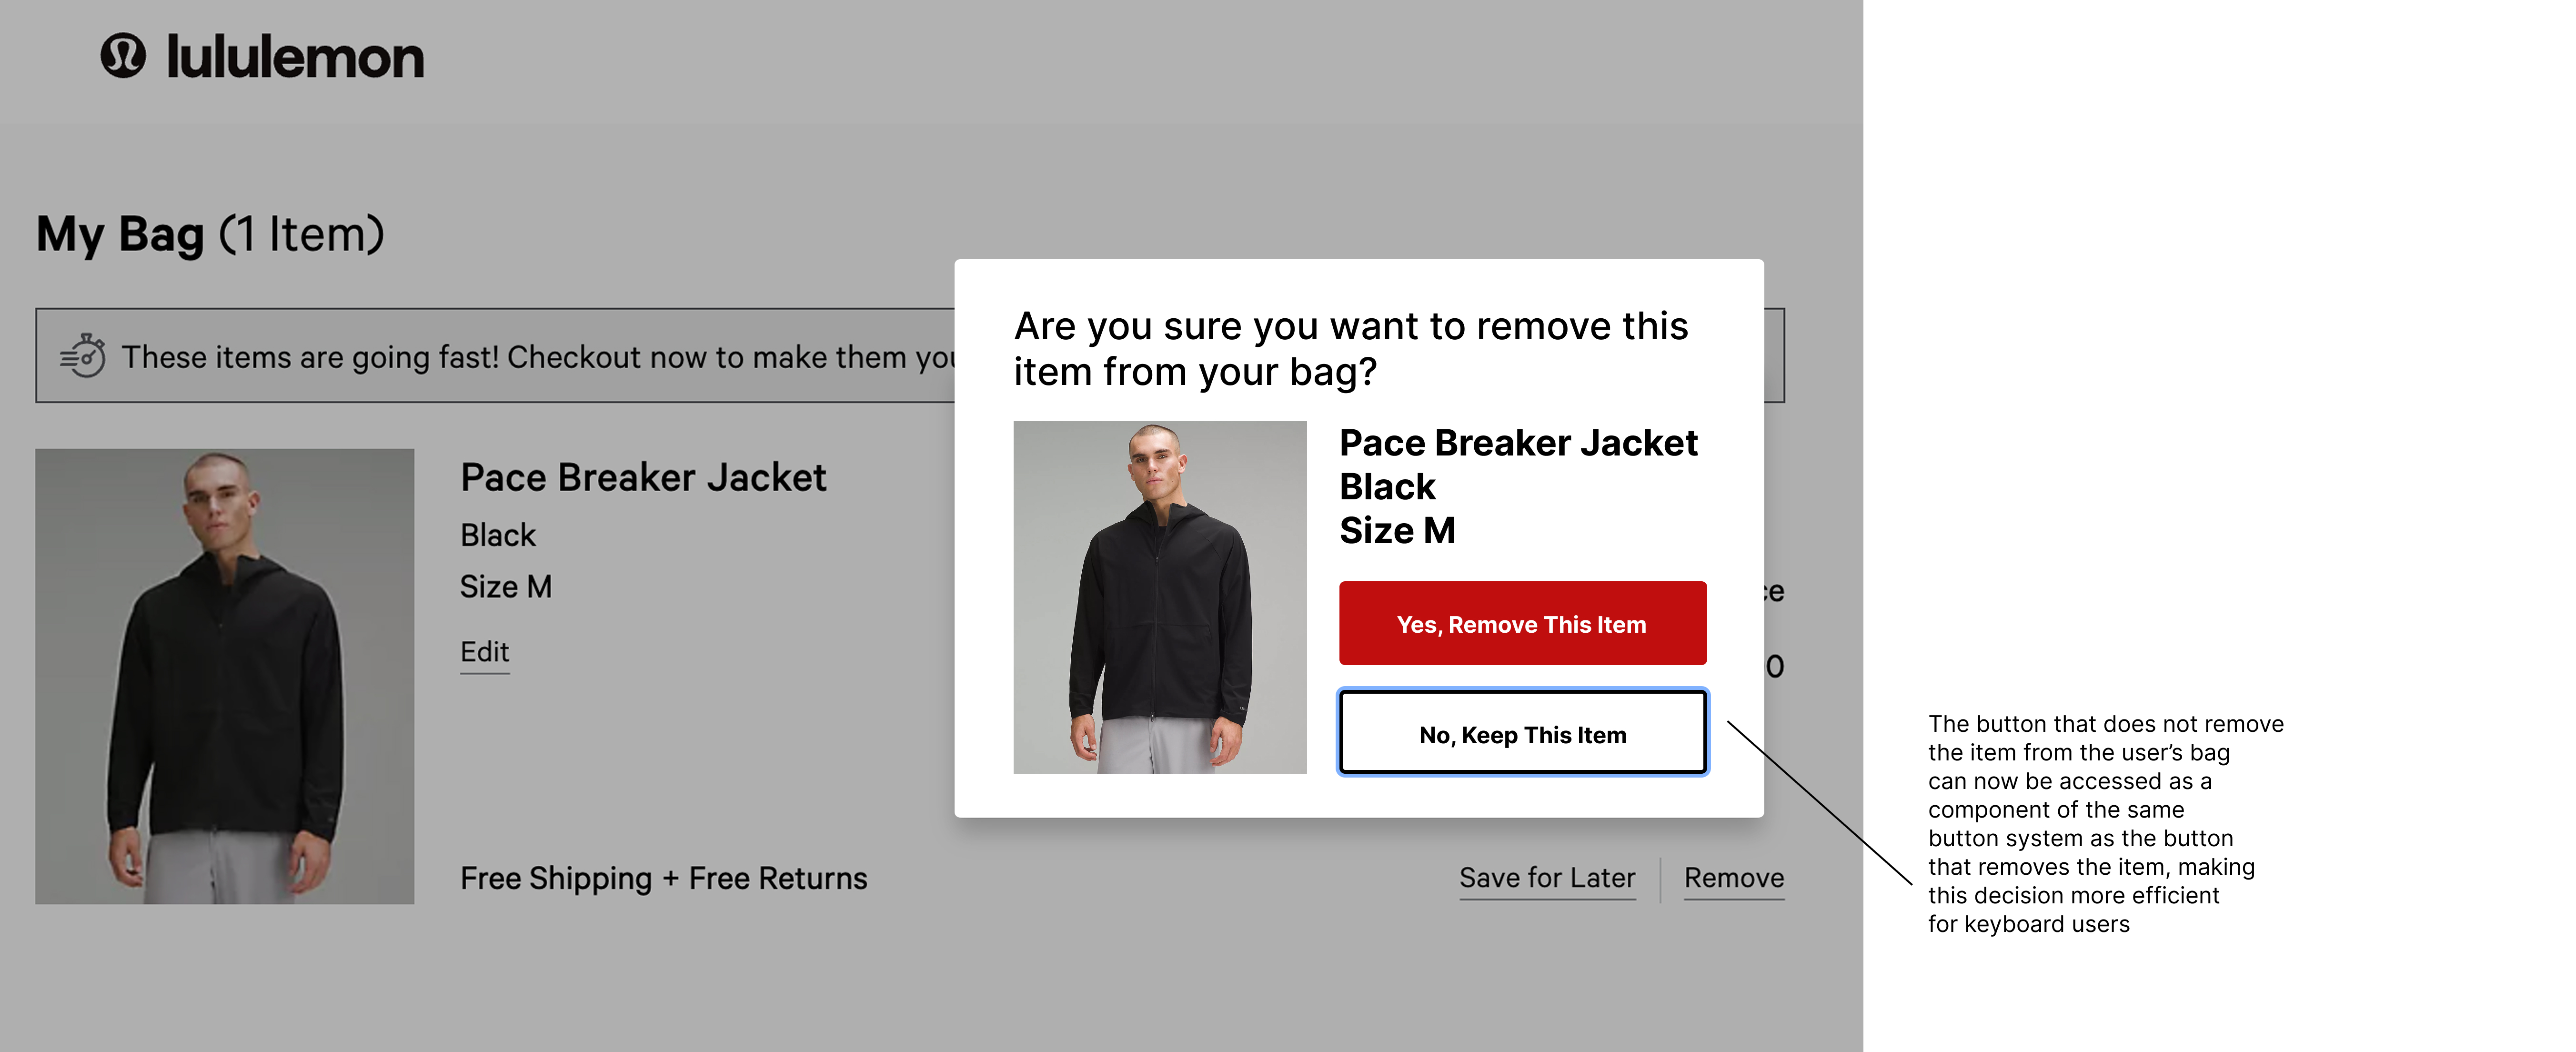 lululemon
My Bag (1 Item)
These items are going fast! Checkout now to make them
Pace Breaker Jacket
Black
Size M
Edit
Free Shipping + Free Returns
Save for Later
Remove
Are you sure you want to remove this
item from your bag?
Pace Breaker Jacket
Black
Size M
Yes, Remove This Item
No, Keep This Item
The button that does not remove
the item from the user’s bag
can now be accessed as a
component of the same
button system as the button
that removes the item, making
this decision more efficient
for keyboard users